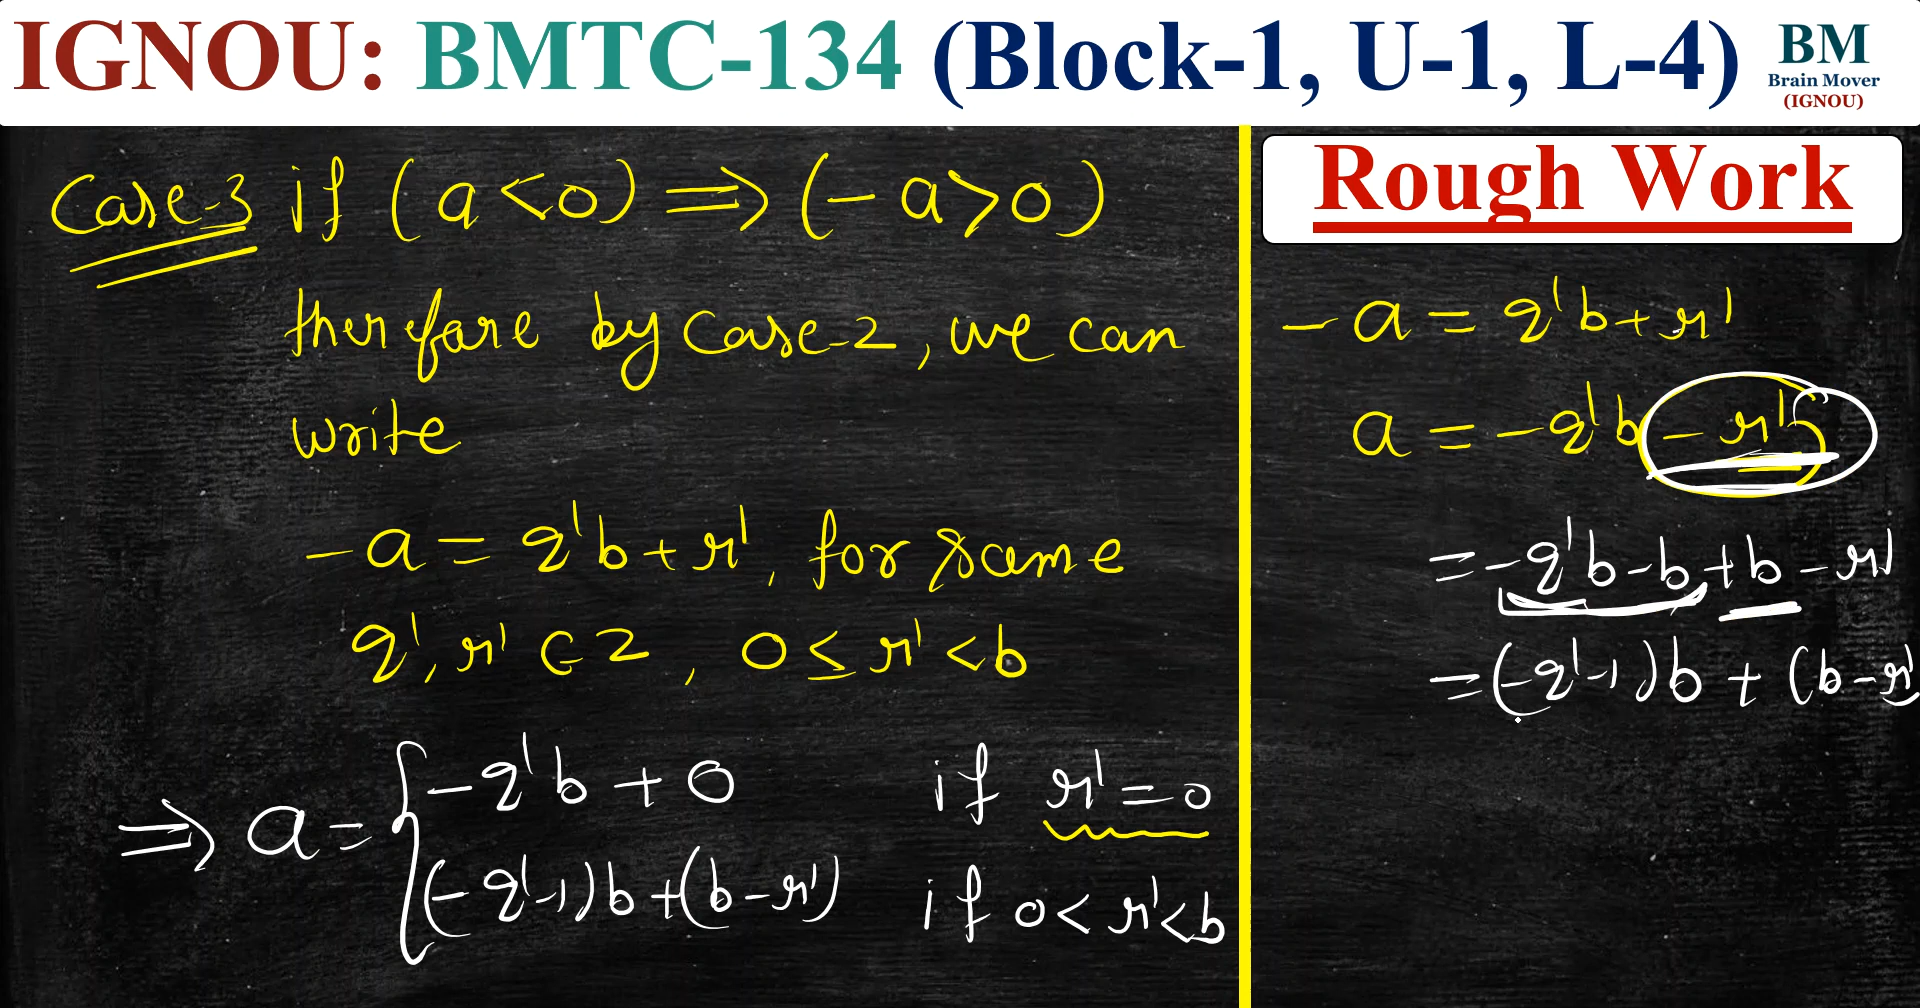 IGNOU: BMTC-134 (Block-1, U-1, L-4)
BM
Brain Mover
(IGNOU)
Case-3 if (a<0) ⟹ (-a>0)
therefore by Case-2, we can
write
-a = q'b+r', for some
q', r' ∈ Z, 0 ≤ r' < b
⟹ a = { -q'b + 0 if r' = 0
(-q'-1)b + (b-r') if 0 < r' < b
Rough Work
-a = q'b + r'
a = -q'b - r'
= -q'b - b + b - r'
= (-q'-1)b + (b-r')